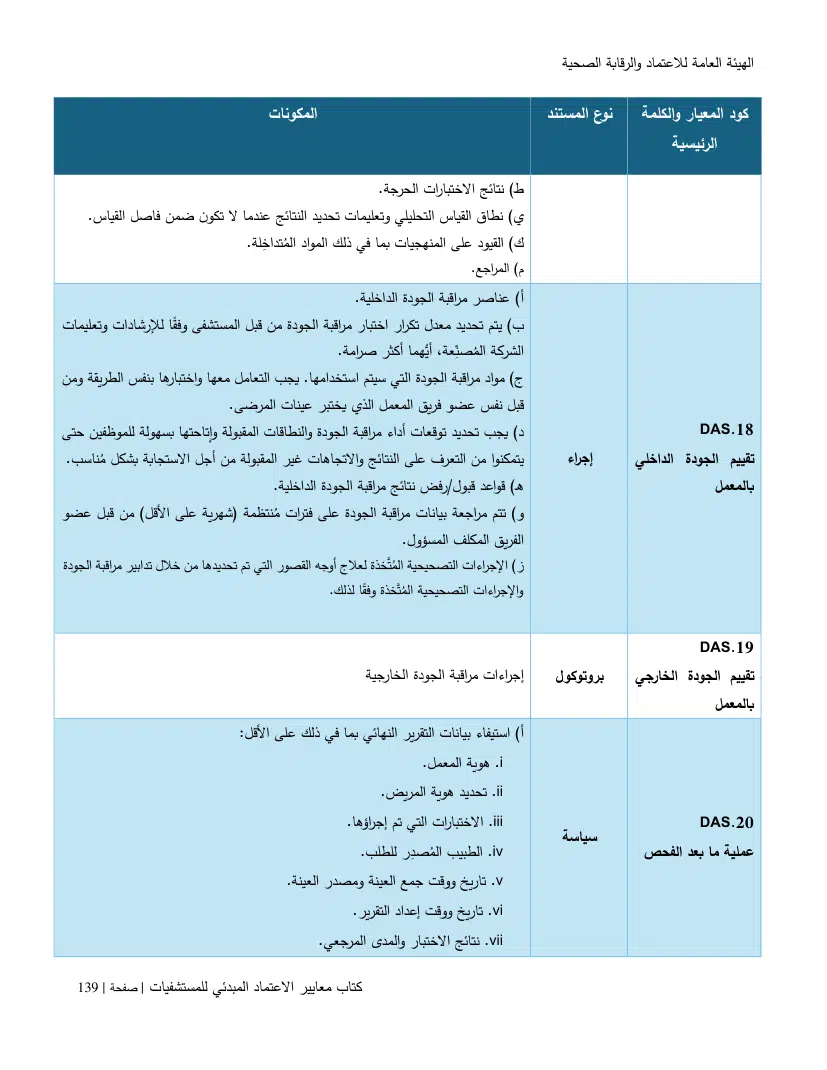 الهيئة العامة للاعتماد والرقابة الصحية
كود المعيار والكلمة الرئيسية
نوع المستند
المكونات
ط) نتائج الاختبارات الحرجة.
ي) نطاق القياس التحليلي وتعليمات تحديد النتائج عندما لا تكون ضمن فاصل القياس.
ك) القيود على المنهجيات بما في ذلك المواد المُتداخِلة.
م) المراجع.
DAS.18
تقييم الجودة الداخلي
بالمعمل
إجراء
أ) عناصر مراقبة الجودة الداخلية.
ب) يتم تحديد معدل تكرار اختبار مراقبة الجودة من قبل المستشفى وفقًا للإرشادات وتعليمات
الشركة المُصنِّعة، أيُّهما أكثر صرامة.
ج) مواد مراقبة الجودة التي سيتم استخدامها. يجب التعامل معها واختبارها بنفس الطريقة ومن
قبل نفس عضو فريق المعمل الذي يختبر عينات المرضى.
د) يجب تحديد توقعات أداء مراقبة الجودة والنطاقات المقبولة وإتاحتها بسهولة للموظفين حتى
يتمكنوا من التعرف على النتائج والاتجاهات غير المقبولة من أجل الاستجابة بشكل مُناسب.
ه) قواعد قبول/رفض نتائج مراقبة الجودة الداخلية.
و) تتم مراجعة بيانات مراقبة الجودة على فترات مُنتظمة (شهرية على الأقل) من قبل عضو
الفريق المكلف المسؤول.
ز) الإجراءات التصحيحية المُتَّخذة لعلاج أوجه القصور التي تم تحديدها من خلال تدابير مراقبة الجودة
والإجراءات التصحيحية المُتَّخذة وفقًا لذلك.
DAS.19
تقييم الجودة الخارجي
بالمعمل
بروتوكول
إجراءات مراقبة الجودة الخارجية
DAS.20
عملية ما بعد الفحص
سياسة
أ) استيفاء بيانات التقرير النهائي بما في ذلك على الأقل:
i. هوية المعمل.
ii. تحديد هوية المريض.
iii. الاختبارات التي تم إجراؤها.
iv. الطبيب المُصدِر للطلب.
v. تاريخ ووقت جمع العينة ومصدر العينة.
vi. تاريخ ووقت إعداد التقرير.
vii. نتائج الاختبار والمدى المرجعي.
كتاب معايير الاعتماد المبدئي للمستشفيات | صفحة | 139